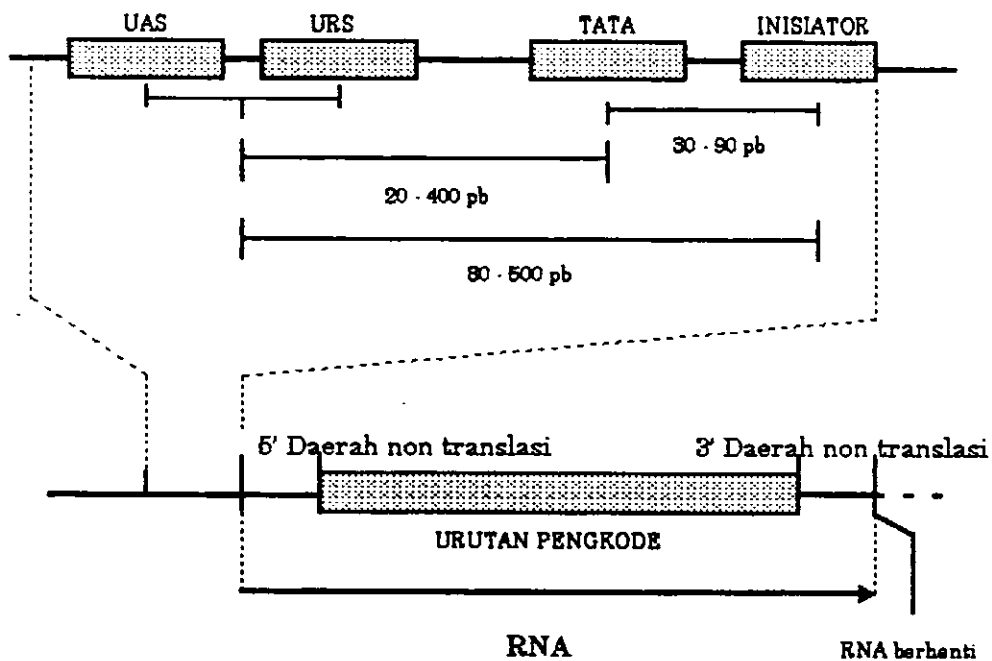 UAS URS TATA INISIATOR
30 - 90 pb
20 - 400 pb
80 - 500 pb
5' Daerah non translasi 3' Daerah non translasi
URUTAN PENGKODE
RNA
RNA berhenti